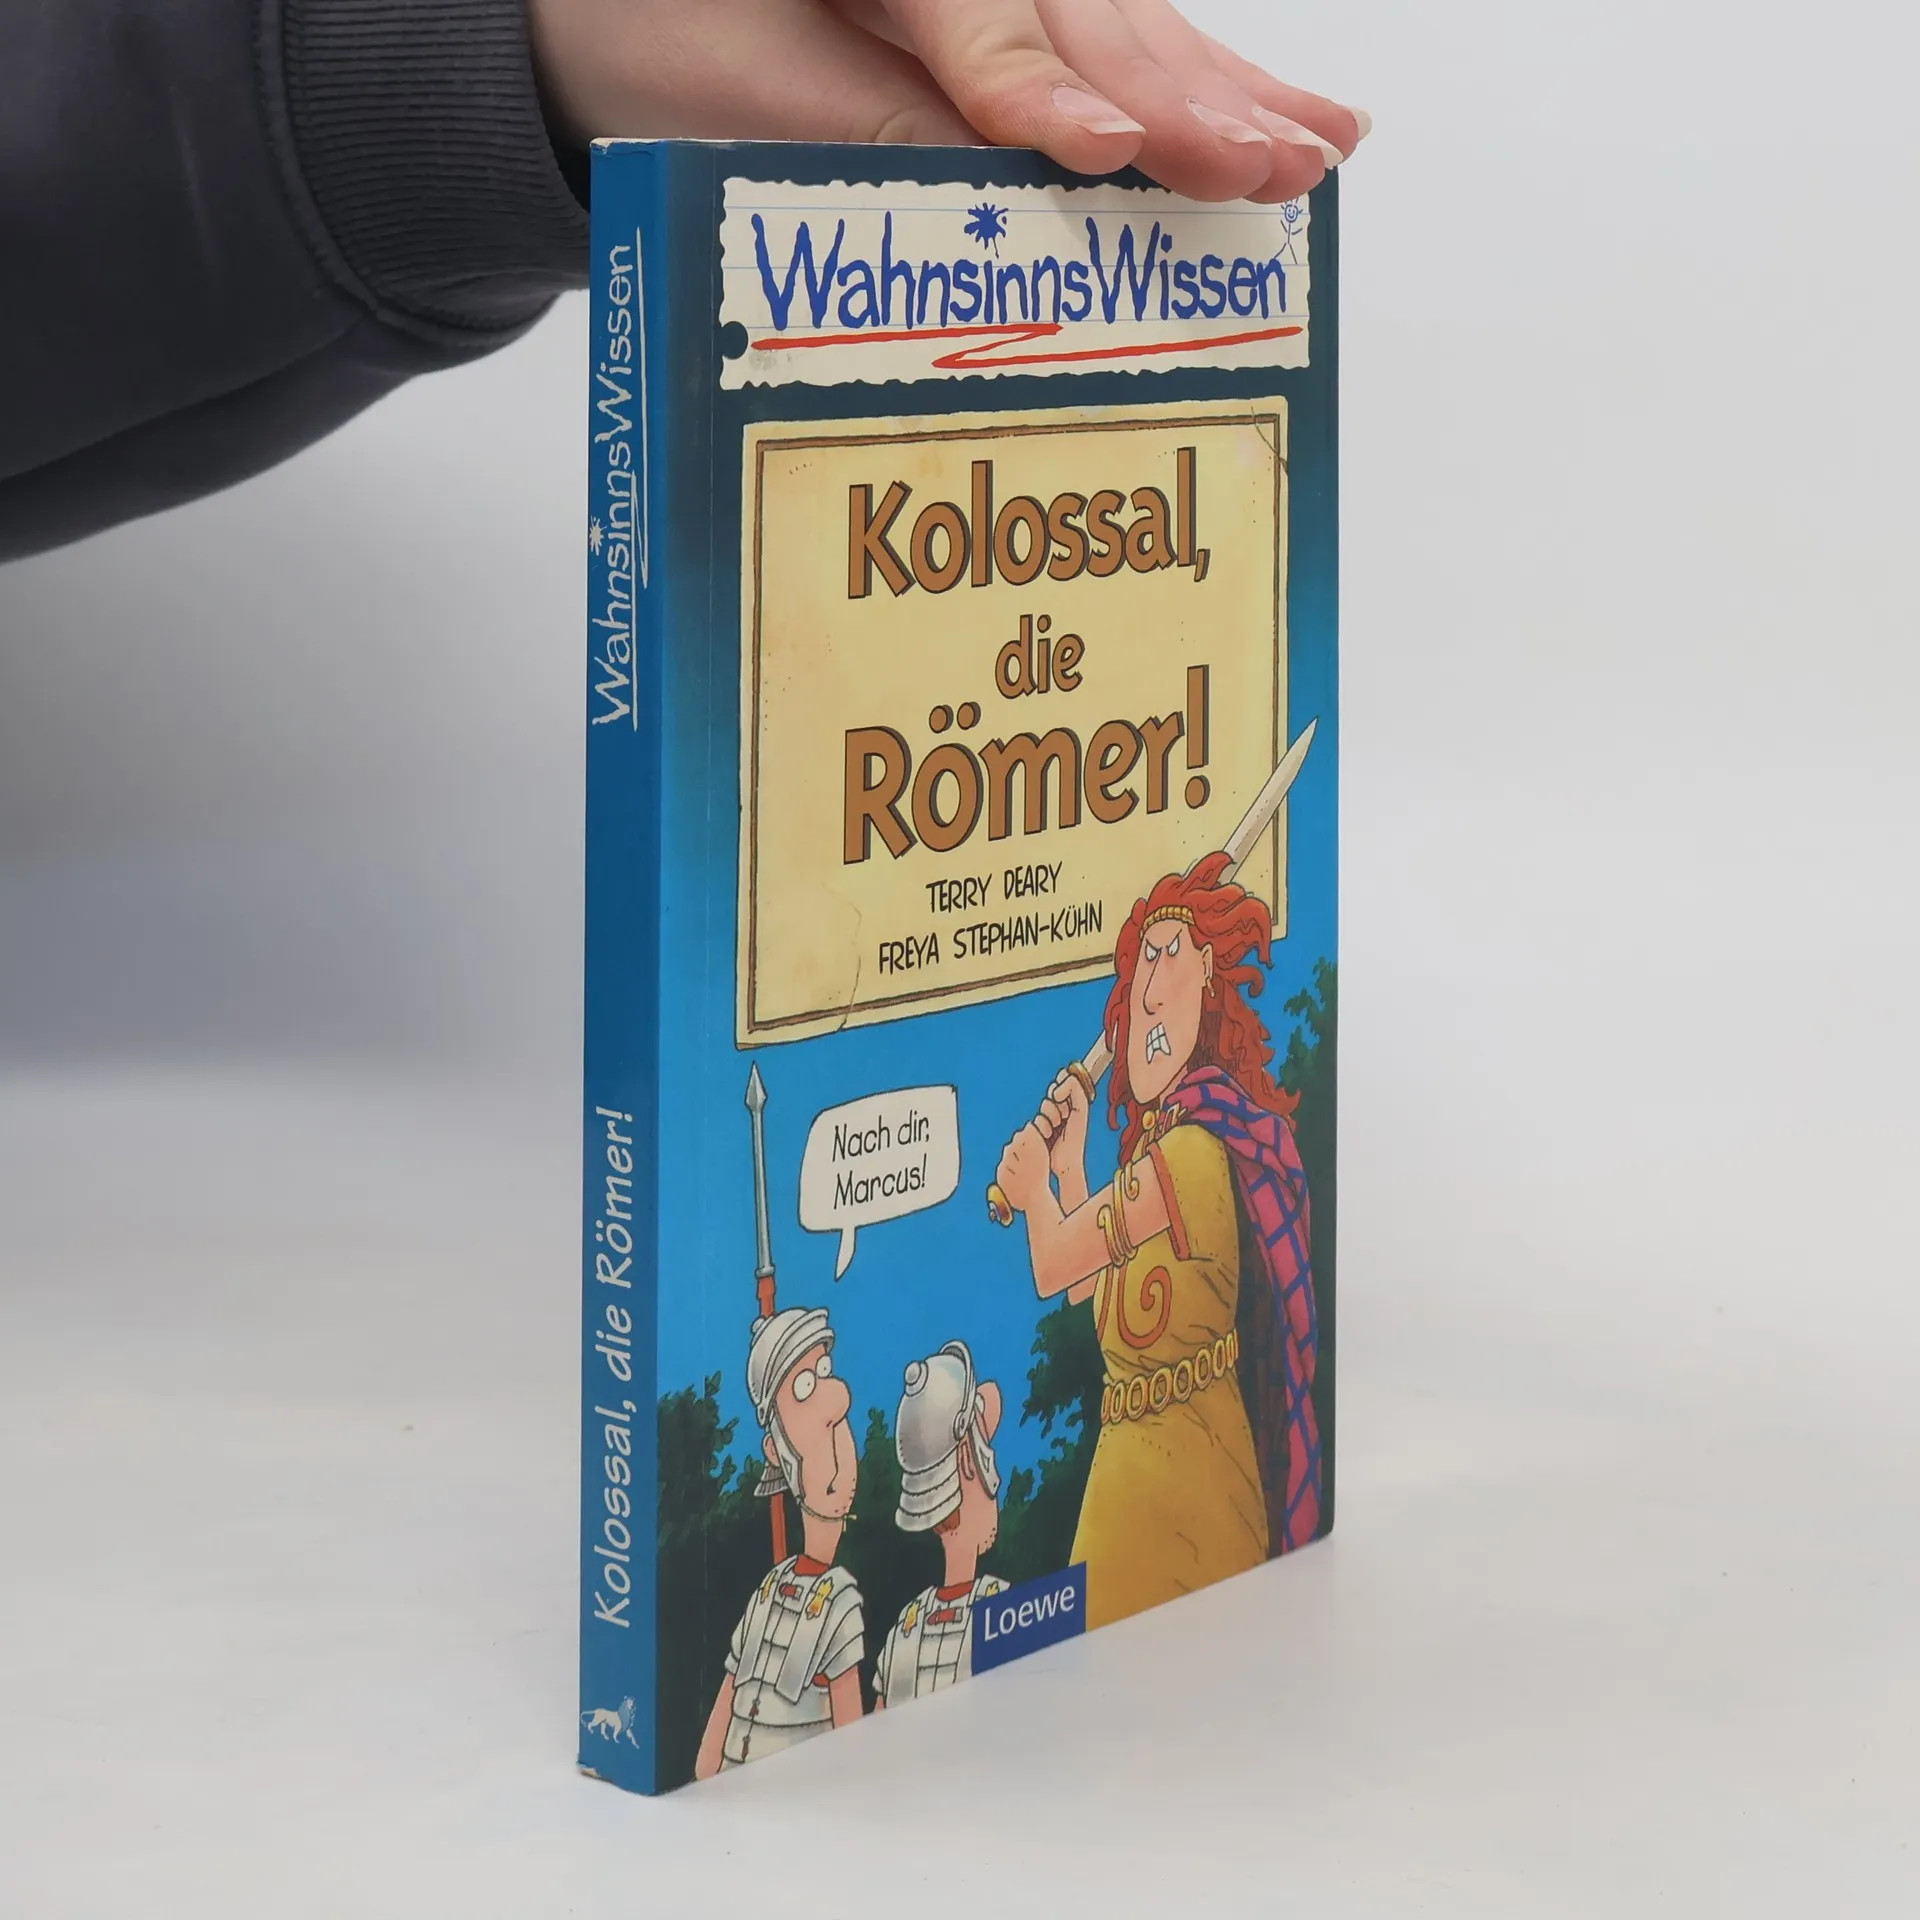 WahnsinnsWissen
Kolossal,
die
Römer!
TERRY DEARY
FREYA STEPHAN-KÜHN
Nach dir,
Marcus!
Loewe
WahnsinnsWissen
Kolossal, die Römer!